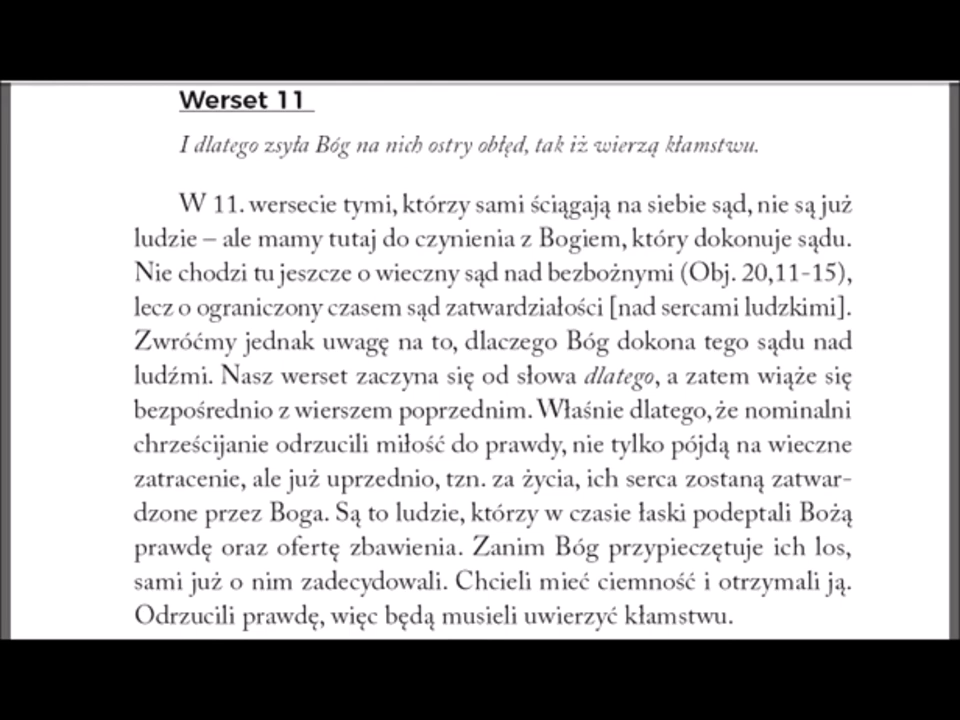 Werset 11
I dlatego zsyła Bóg na nich ostry obłęd, tak iż wierzą kłamstwu.
W 11. wersecie tymi, którzy sami ściągają na siebie sąd, nie są już
ludzie – ale mamy tutaj do czynienia z Bogiem, który dokonuje sądu.
Nie chodzi tu jeszcze o wieczny sąd nad bezbożnymi (Obj. 20,11-15),
lecz o ograniczony czasem sąd zatwardziałości [nad sercami ludzkimi].
Zwróćmy jednak uwagę na to, dlaczego Bóg dokona tego sądu nad
ludźmi. Nasz werset zaczyna się od słowa dlatego, a zatem wiąże się
bezpośrednio z wierszem poprzednim. Właśnie dlatego, że nominalni
chrześcijanie odrzucili miłość do prawdy, nie tylko pójdą na wieczne
zatracenie, ale już uprzednio, tzn. za życia, ich serca zostaną zatwar-
dzone przez Boga. Są to ludzie, którzy w czasie łaski podeptali Bożą
prawdę oraz ofertę zbawienia. Zanim Bóg przypieczętuje ich los,
sami już o nim zadecydowali. Chcieli mieć ciemność i otrzymali ją.
Odrzucili prawdę, więc będą musieli uwierzyć kłamstwu.